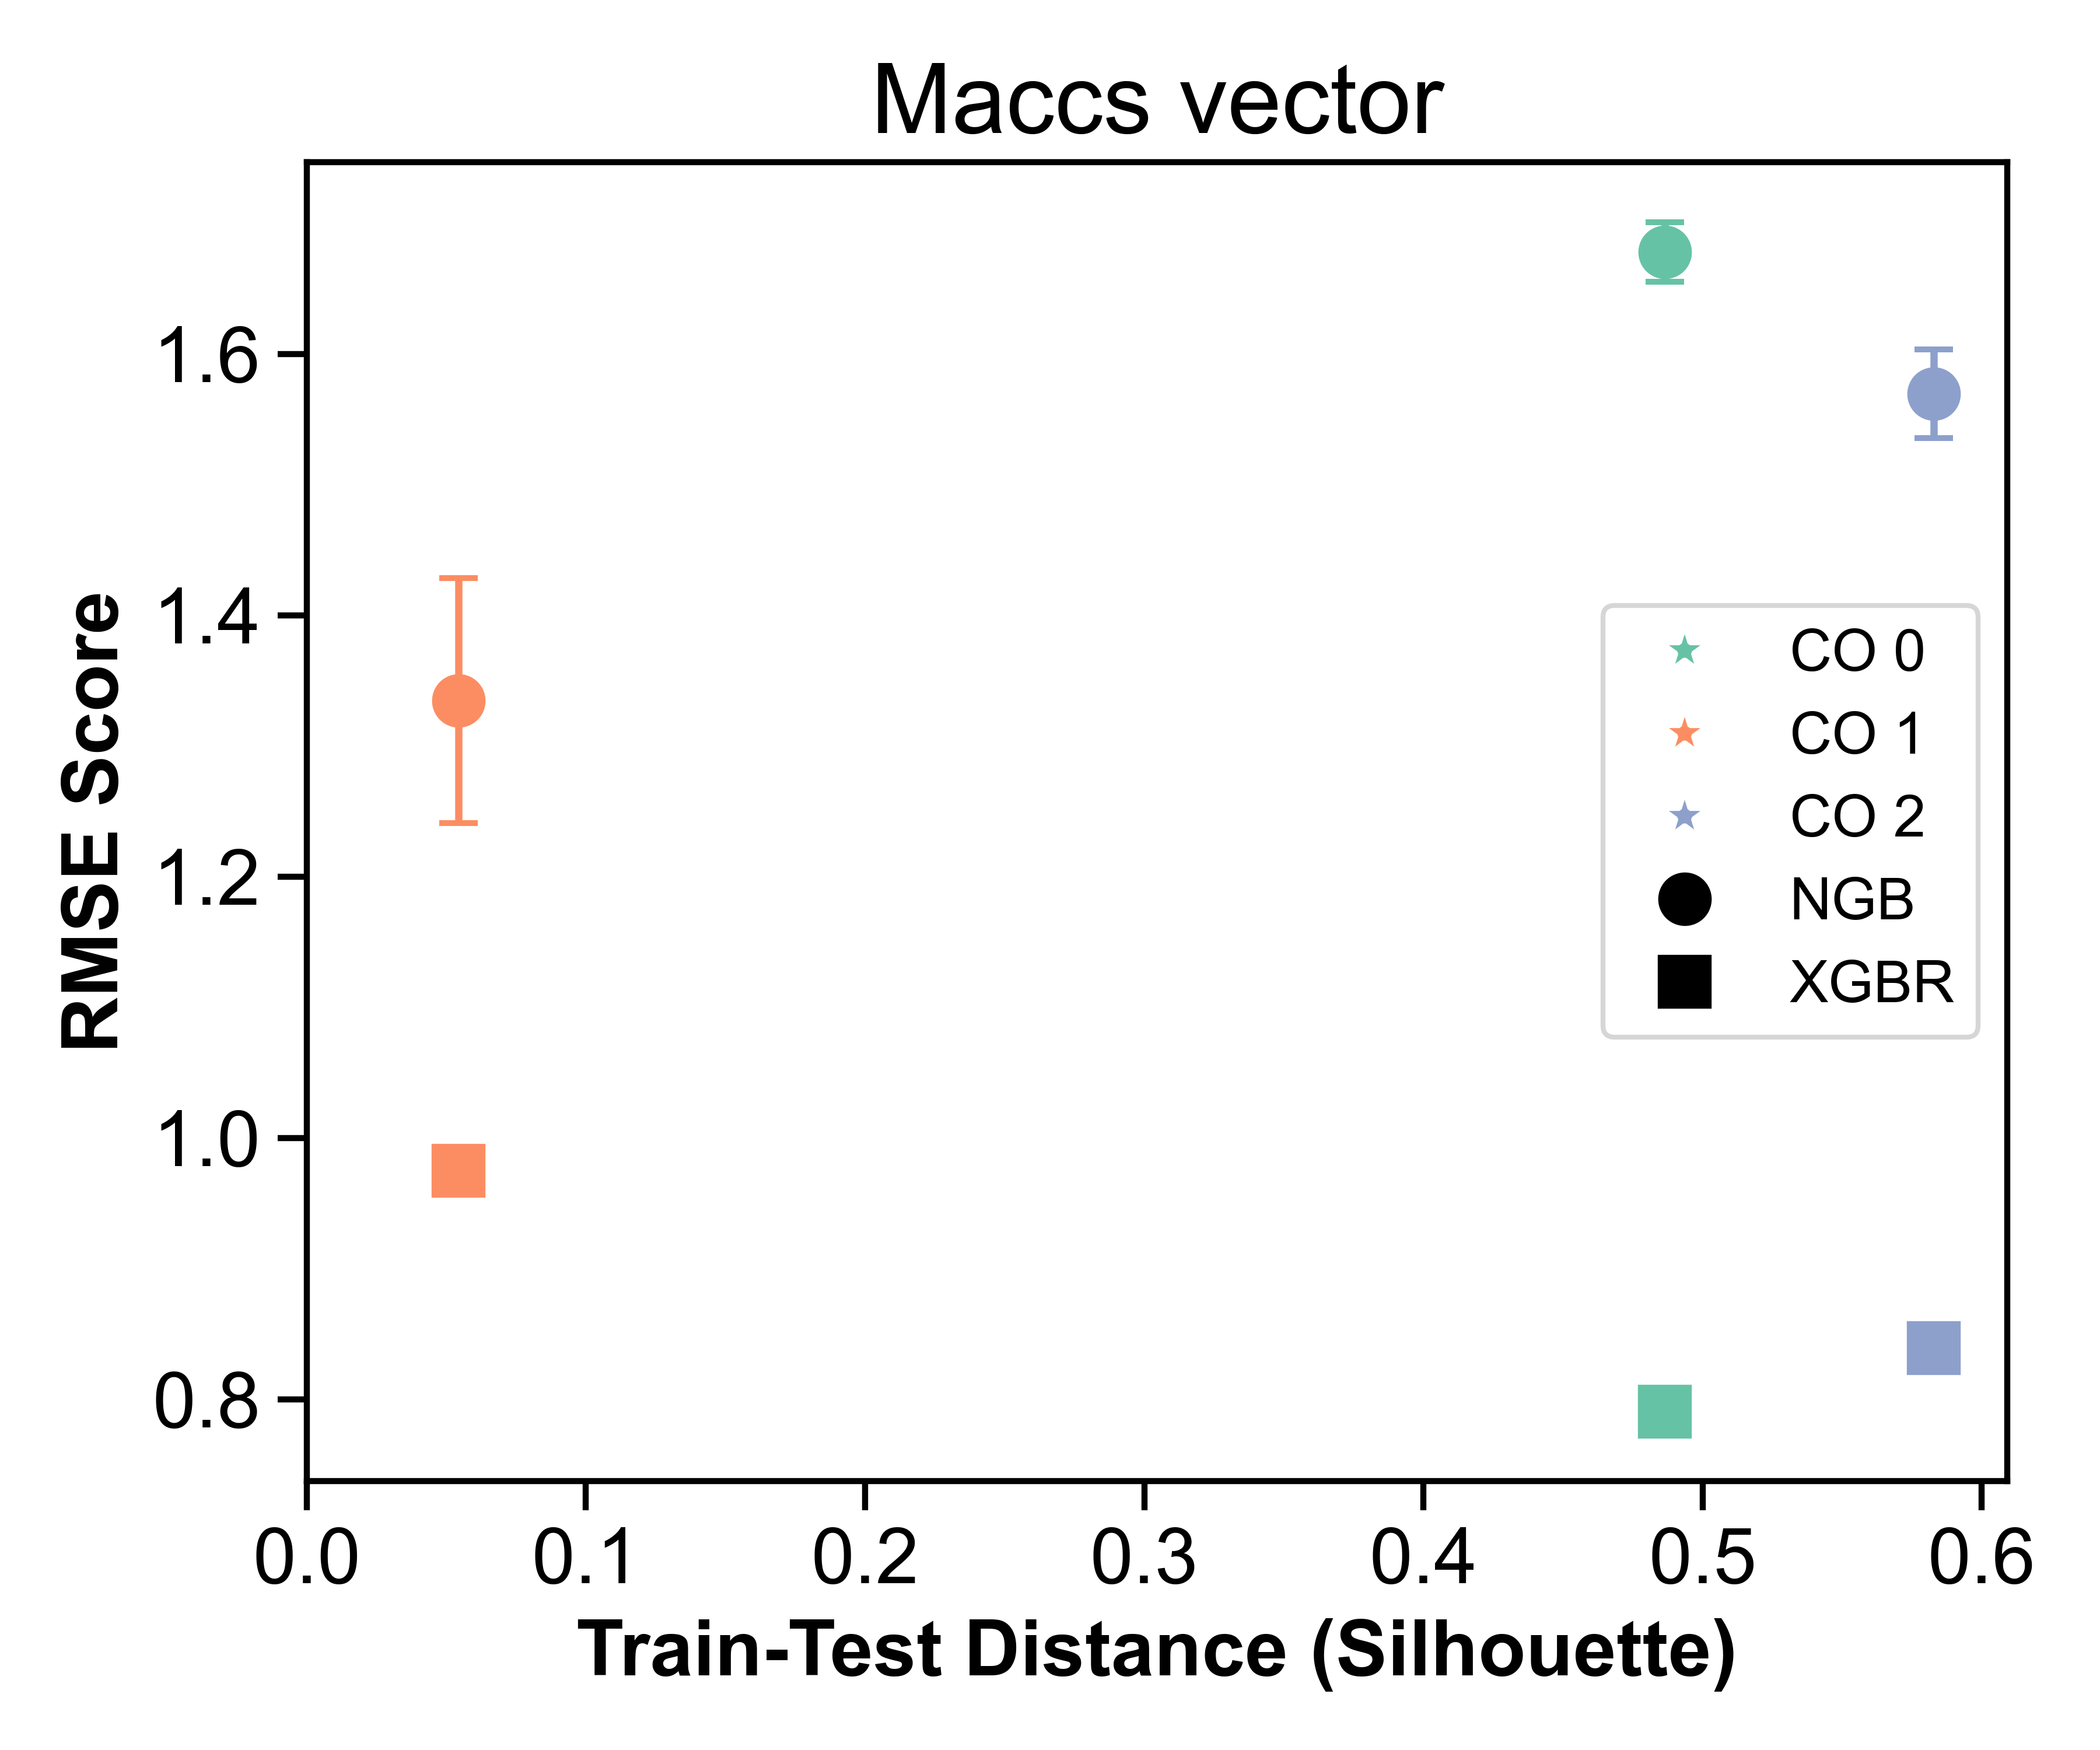 Maccs vector
RMSE Score
1.6
1.4
1.2
1.0
0.8
CO 0
CO 1
CO 2
NGB
XGBR
0.0 0.1 0.2 0.3 0.4 0.5 0.6
Train-Test Distance (Silhouette)